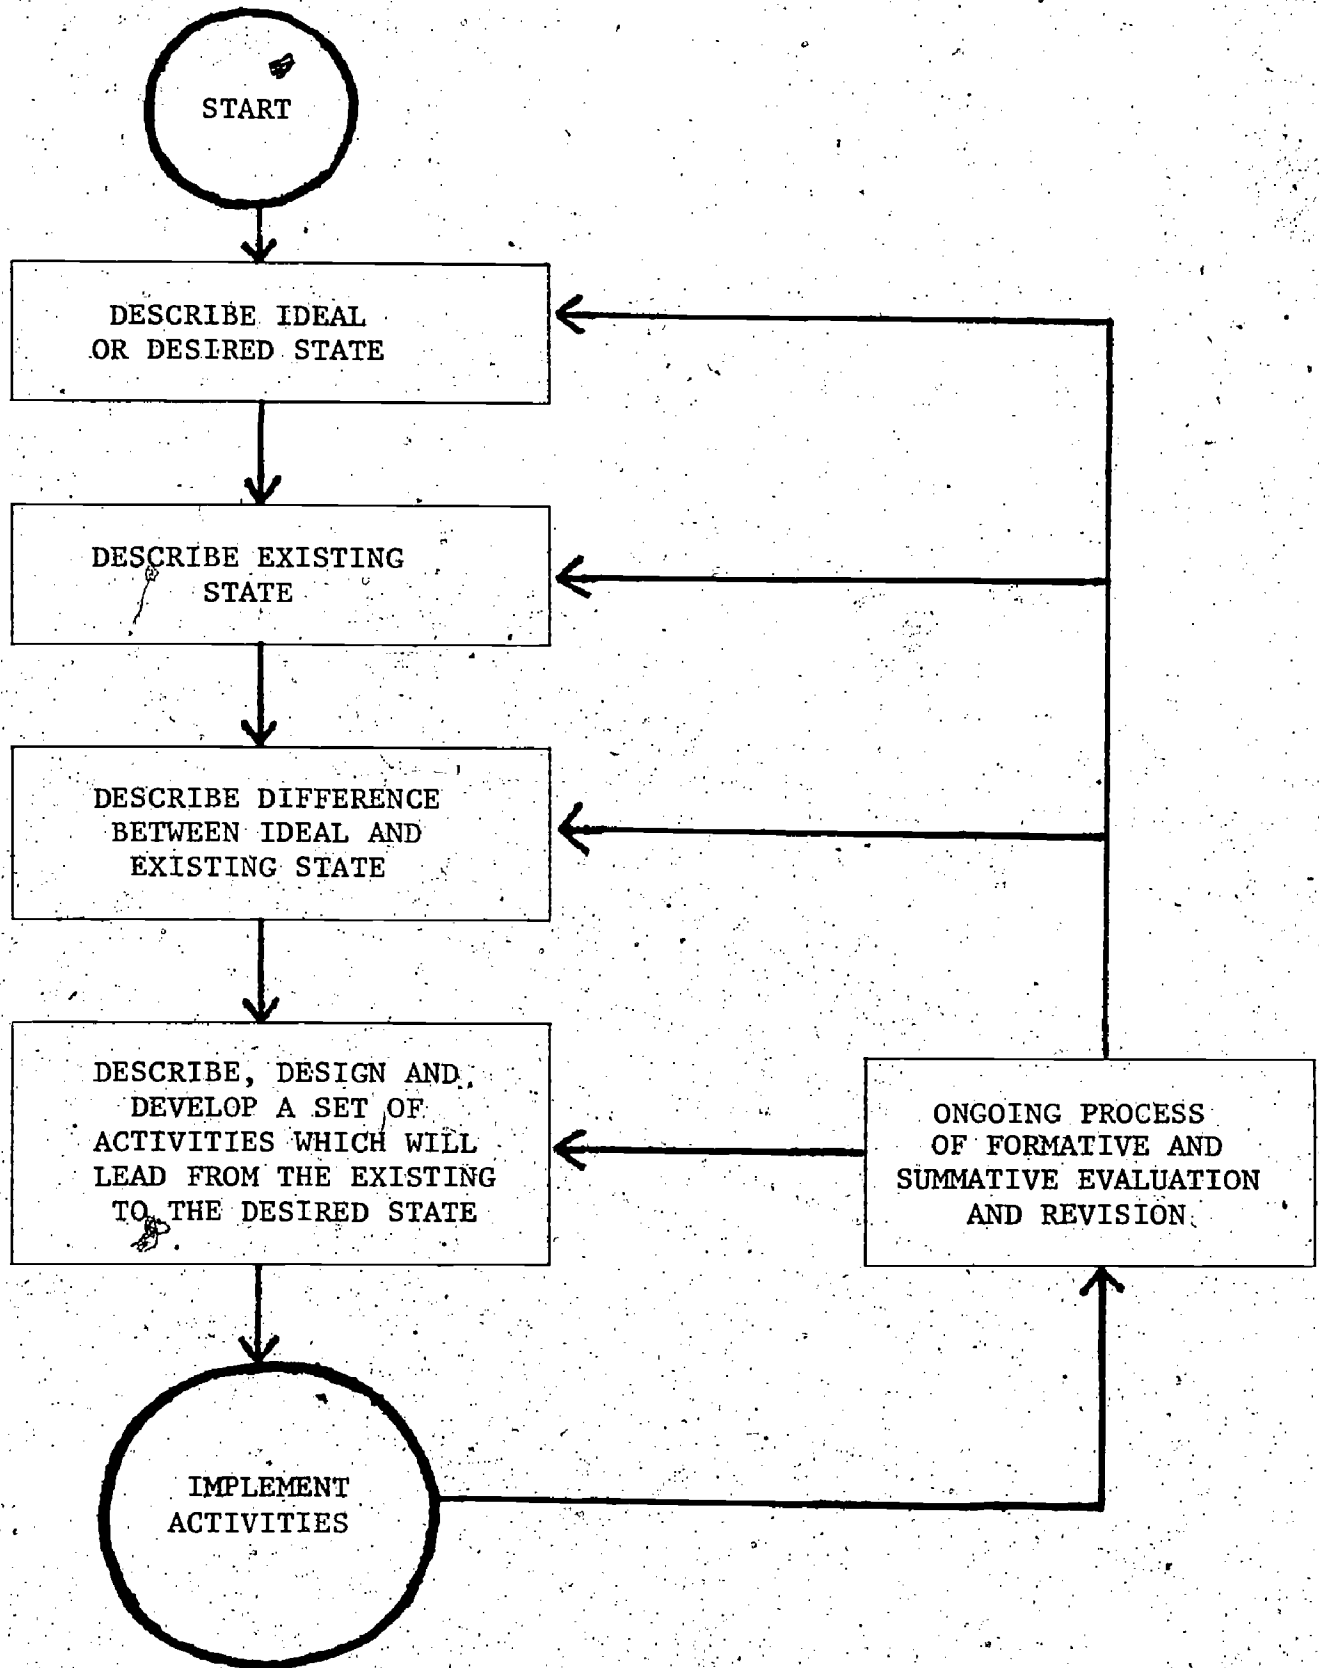 START
DESCRIBE IDEAL
OR DESIRED STATE
DESCRIBE EXISTING
STATE
DESCRIBE DIFFERENCE
BETWEEN IDEAL AND
EXISTING STATE
DESCRIBE, DESIGN AND
DEVELOP A SET OF
ACTIVITIES WHICH WILL
LEAD FROM THE EXISTING
TO THE DESIRED STATE
ONGOING PROCESS
OF FORMATIVE AND
SUMMATIVE EVALUATION
AND REVISION
IMPLEMENT
ACTIVITIES